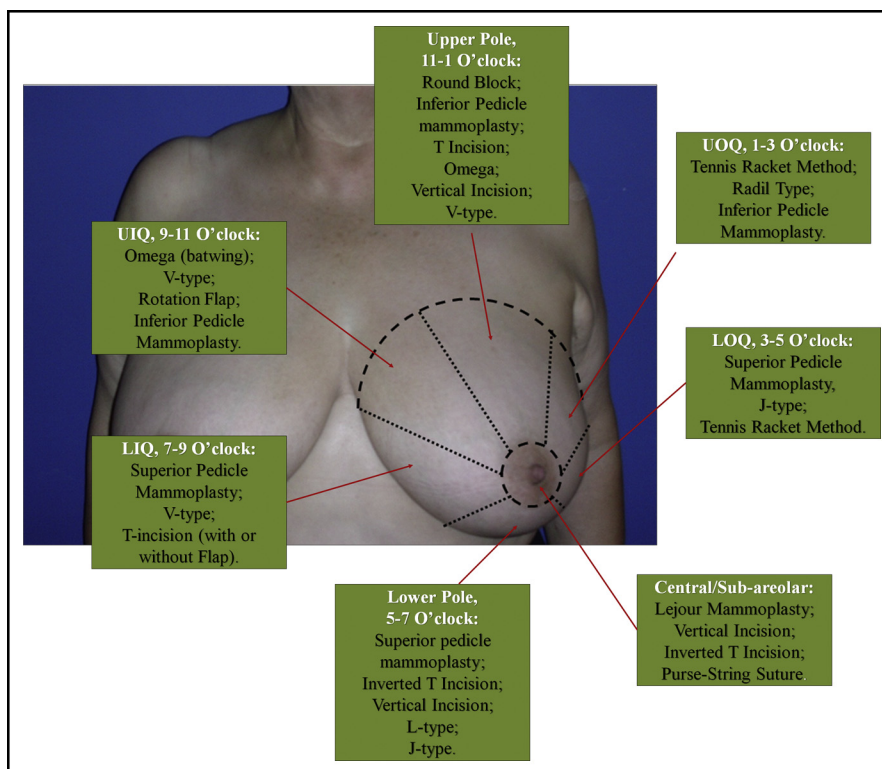 Upper Pole,
11-1 O'clock:
Round Block;
Inferior Pedicle
mammoplasty;
T Incision;
Omega;
Vertical Incision;
V-type.
UOQ, 1-3 O'clock:
Tennis Racket Method;
Radil Type;
Inferior Pedicle
Mammoplasty.
UIQ, 9-11 O'clock:
Omega (batwing);
V-type;
Rotation Flap;
Inferior Pedicle
Mammoplasty.
LOQ, 3-5 O'clock:
Superior Pedicle
Mammoplasty,
J-type;
Tennis Racket Method.
LIQ, 7-9 O'clock:
Superior Pedicle
Mammoplasty;
V-type;
T-incision (with or
without Flap).
Lower Pole,
5-7 O'clock:
Superior pedicle
mammoplasty;
Inverted T Incision;
Vertical Incision;
L-type;
J-type.
Central/Sub-areolar:
Lejour Mammoplasty;
Vertical Incision;
Inverted T Incision;
Purse-String Suture.